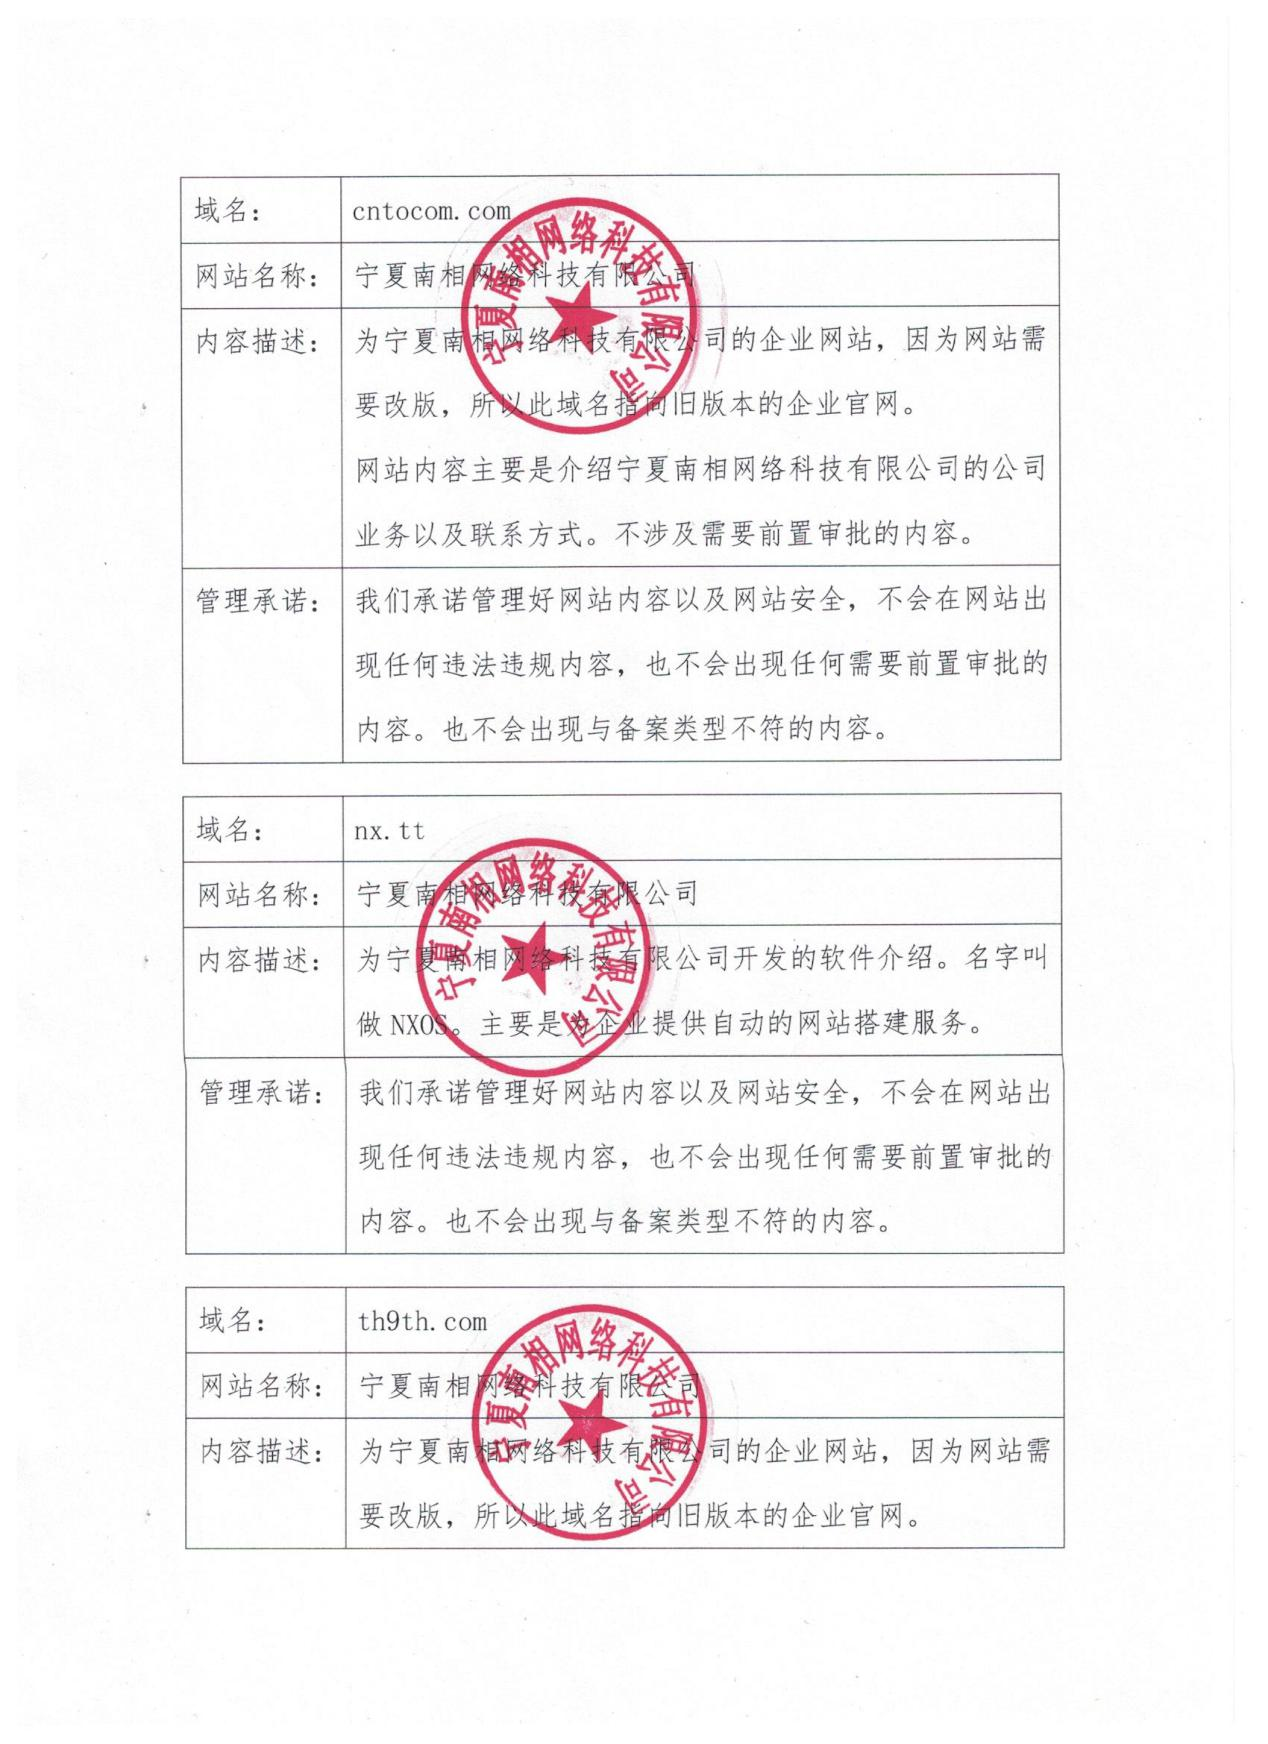 域名： cntocom.com
网站名称： 宁夏南相网络科技有限公司
内容描述： 为宁夏南相网络科技有限公司的企业网站，因为网站需
要改版，所以此域名指向旧版本的企业官网。
网站内容主要是介绍宁夏南相网络科技有限公司的公司
业务以及联系方式。不涉及需要前置审批的内容。
管理承诺： 我们承诺管理好网站内容以及网站安全，不会在网站出
现任何违法违规内容，也不会出现任何需要前置审批的
内容。也不会出现与备案类型不符的内容。
宁夏南相网络科技有限公司
域名： nx.tt
网站名称： 宁夏南相网络科技有限公司
内容描述： 为宁夏南相网络科技有限公司开发的软件介绍。名字叫
做 NXOS。主要是为企业提供自动的网站搭建服务。
管理承诺： 我们承诺管理好网站内容以及网站安全，不会在网站出
现任何违法违规内容，也不会出现任何需要前置审批的
内容。也不会出现与备案类型不符的内容。
宁夏南相网络科技有限公司
域名： th9th.com
网站名称： 宁夏南相网络科技有限公司
内容描述： 为宁夏南相网络科技有限公司的企业网站，因为网站需
要改版，所以此域名指向旧版本的企业官网。
宁夏南相网络科技有限公司